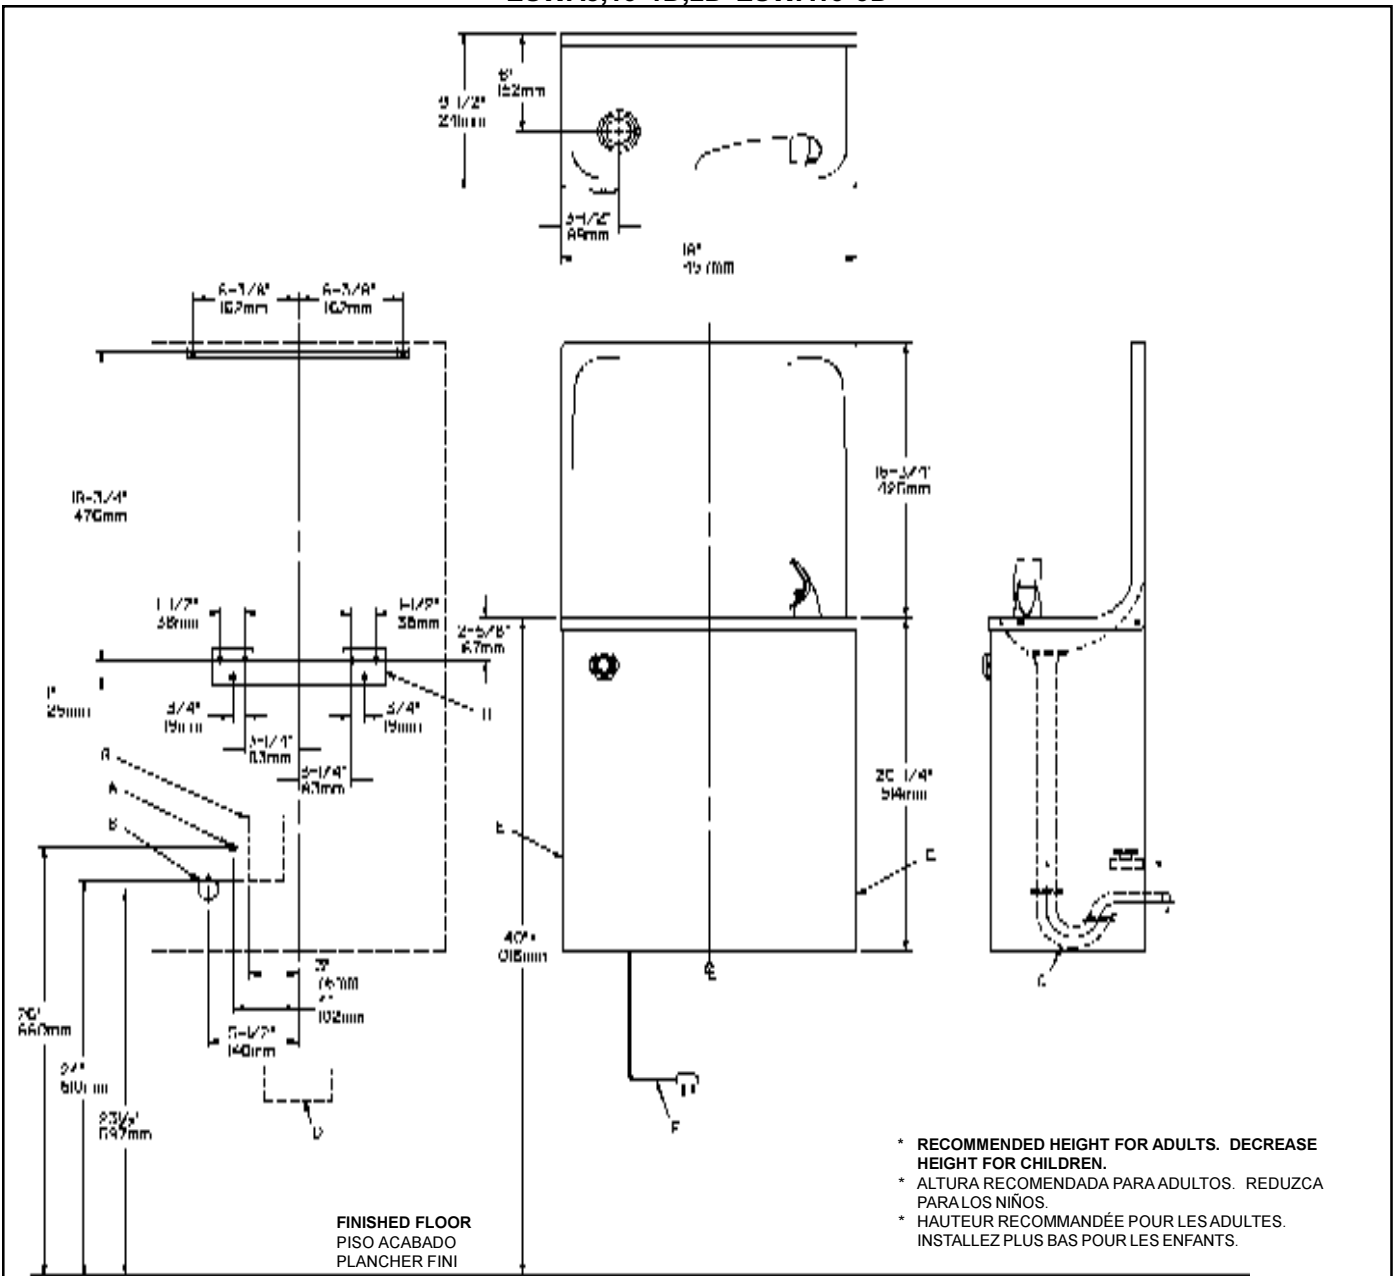 6"
152mm
9-1/2"
241mm
3-1/2"
89mm
18"
457mm
6-3/8"
162mm
6-3/8"
162mm
18-3/4"
476mm
1-1/2"
38mm
1-1/2"
38mm
2-5/8"
67mm
1"
25mm
3/4"
19mm
3/4"
19mm
3-1/4"
83mm
3-1/4"
83mm
A
B
E
E
20-1/4"
514mm
40"*
1016mm
3"
76mm
4"
102mm
5-1/2"
140mm
26"
660mm
24"
610mm
23½"
597mm
D
F
* RECOMMENDED HEIGHT FOR ADULTS. DECREASE
HEIGHT FOR CHILDREN.
* ALTURA RECOMENDADA PARA ADULTOS. REDUZCA
PARA LOS NIÑOS.
* HAUTEUR RECOMMANDÉE POUR LES ADULTES.
INSTALLEZ PLUS BAS POUR LES ENFANTS.
FINISHED FLOOR
PISO ACABADO
PLANCHER FINI